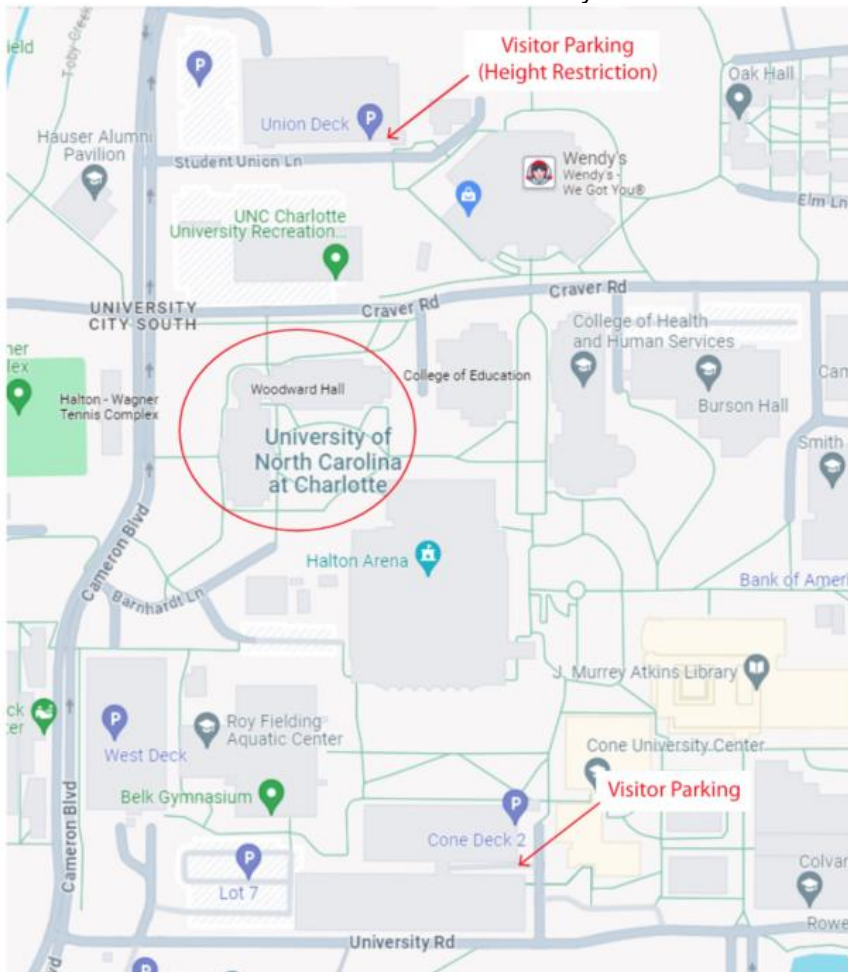 Toby Creek
field
Visitor Parking
(Height Restriction)
Oak Hall
Union Deck
Hauser Alumni
Pavilion
Student Union Ln
Wendy's
Wendy's -
We Got You®
Elm Ln
UNC Charlotte
University Recreation...
Craver Rd
Craver Rd
UNIVERSITY
CITY SOUTH
College of Health
and Human Services
Woodward Hall
College of Education
Halton - Wagner
Tennis Complex
Burson Hall
Cam
University of
North Carolina
at Charlotte
Smith
Halton Arena
Cameron Blvd
Barnhardt Ln
Bank of Ameri
J. Murrey Atkins Library
Roy Fielding
Aquatic Center
West Deck
Cone University Center
Visitor Parking
Belk Gymnasium
Cone Deck 2
Cameron Blvd
Lot 7
Colvar
Rowe
University Rd